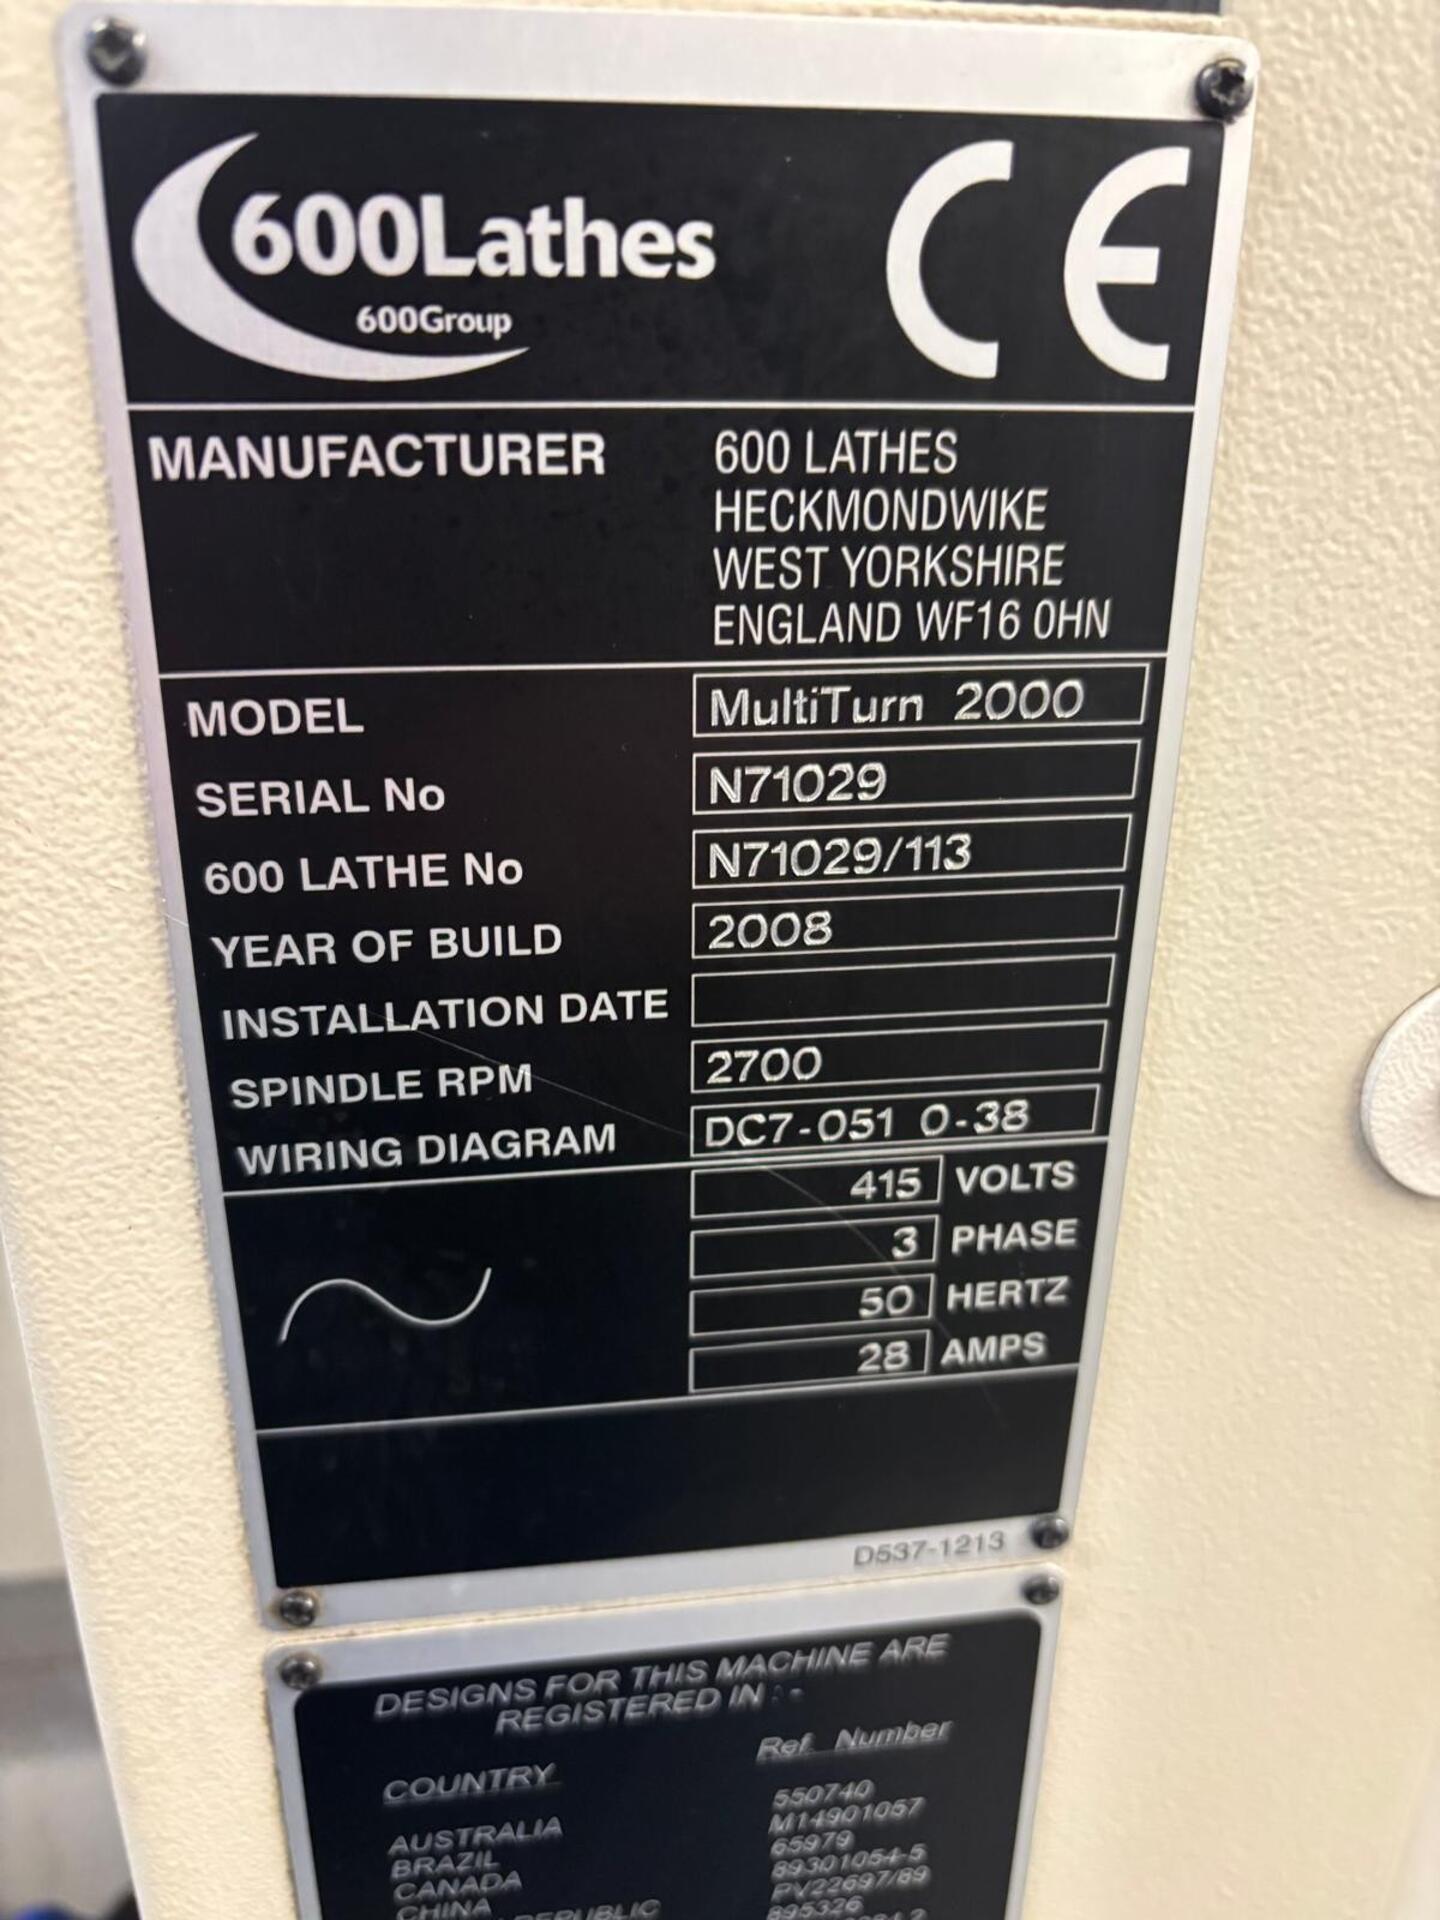 600Lathes
600Group
CE
MANUFACTURER 600 LATHES
HECKMONDWIKE
WEST YORKSHIRE
ENGLAND WF16 0HN
MODEL MultiTurn 2000
SERIAL No N71029
600 LATHE No N71029/113
YEAR OF BUILD 2008
INSTALLATION DATE
SPINDLE RPM 2700
WIRING DIAGRAM DC7-051 0-38
415 VOLTS
3 PHASE
50 HERTZ
28 AMPS
D537-1213
DESIGNS FOR THIS MACHINE ARE
REGISTERED IN :-
COUNTRY Ref. Number
AUSTRALIA 550740
BRAZIL M14901057
CANADA 65979
CHINA 89301054-5
REPUBLIC PV22697/89
895326